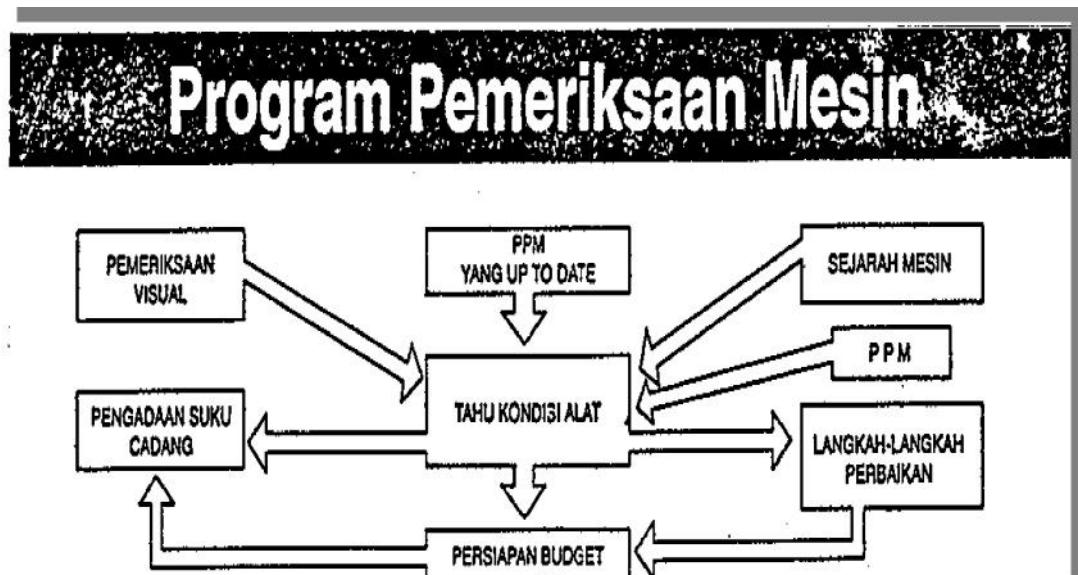 Program Pemeriksaan Mesin
PEMERIKSAAN
VISUAL
PPM
YANG UP TO DATE
SEJARAH MESIN
P P M
TAHU KONDISI ALAT
PENGADAAN SUKU
CADANG
LANGKAH-LANGKAH
PERBAIKAN
PERSIAPAN BUDGET